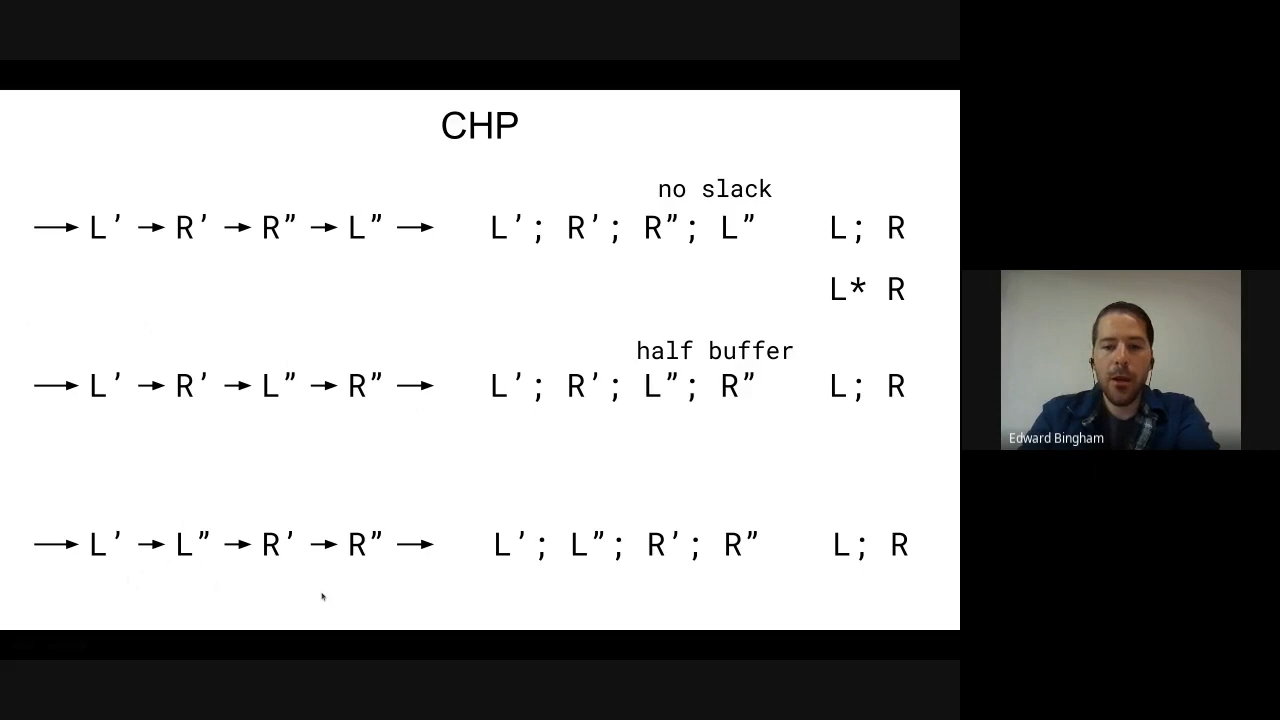 CHP
no slack
→ L’ → R’ → R” → L” → L’; R’; R”; L” L; R
L* R
half buffer
→ L’ → R’ → L” → R” → L’; R’; L”; R” L; R
→ L’ → L” → R’ → R” → L’; L”; R’; R” L; R
Edward Bingham